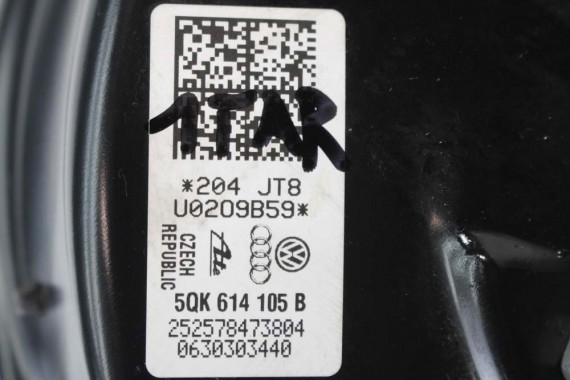 1TAR
*204 JT8
U0209B59*
CZECH
REPUBLIC
Ate
5QK 614 105 B
252578473804
0630303440